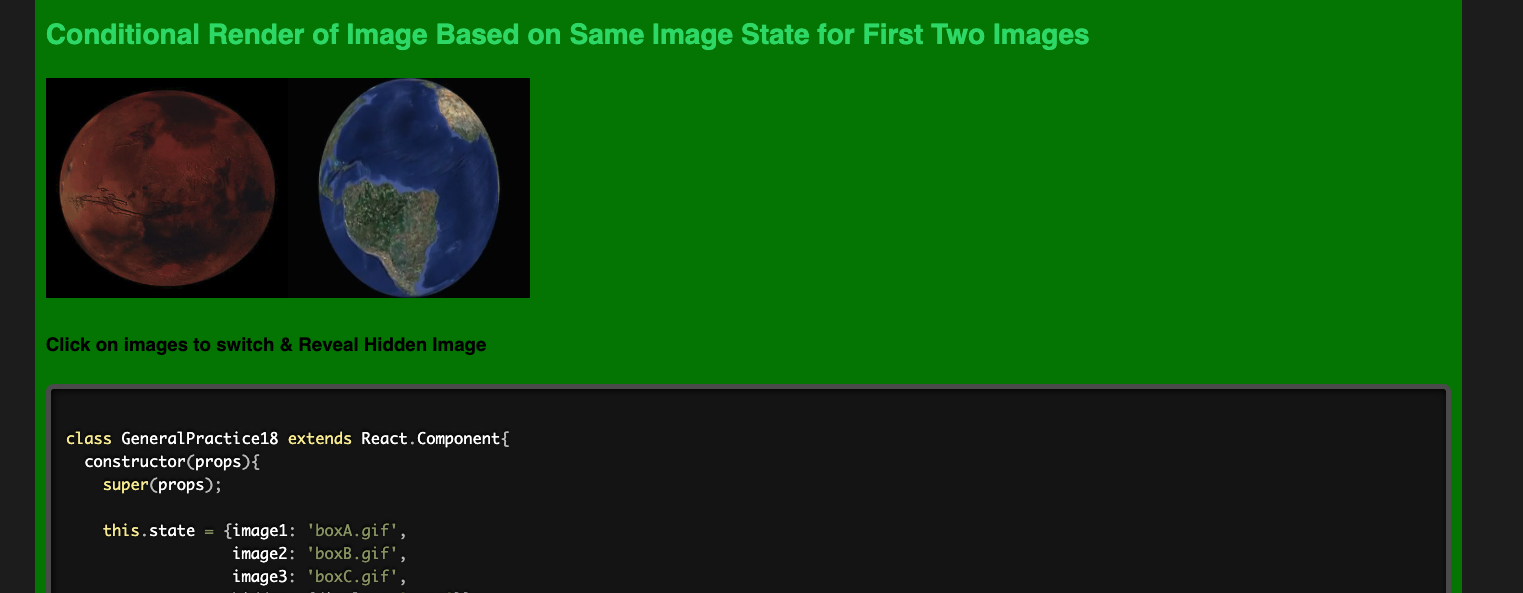 Conditional Render of Image Based on Same Image State for First Two Images
Click on images to switch & Reveal Hidden Image
class GeneralPractice18 extends React.Component{
constructor(props){
super(props);
this.state = {image1: 'boxA.gif',
image2: 'boxB.gif',
image3: 'boxC.gif',